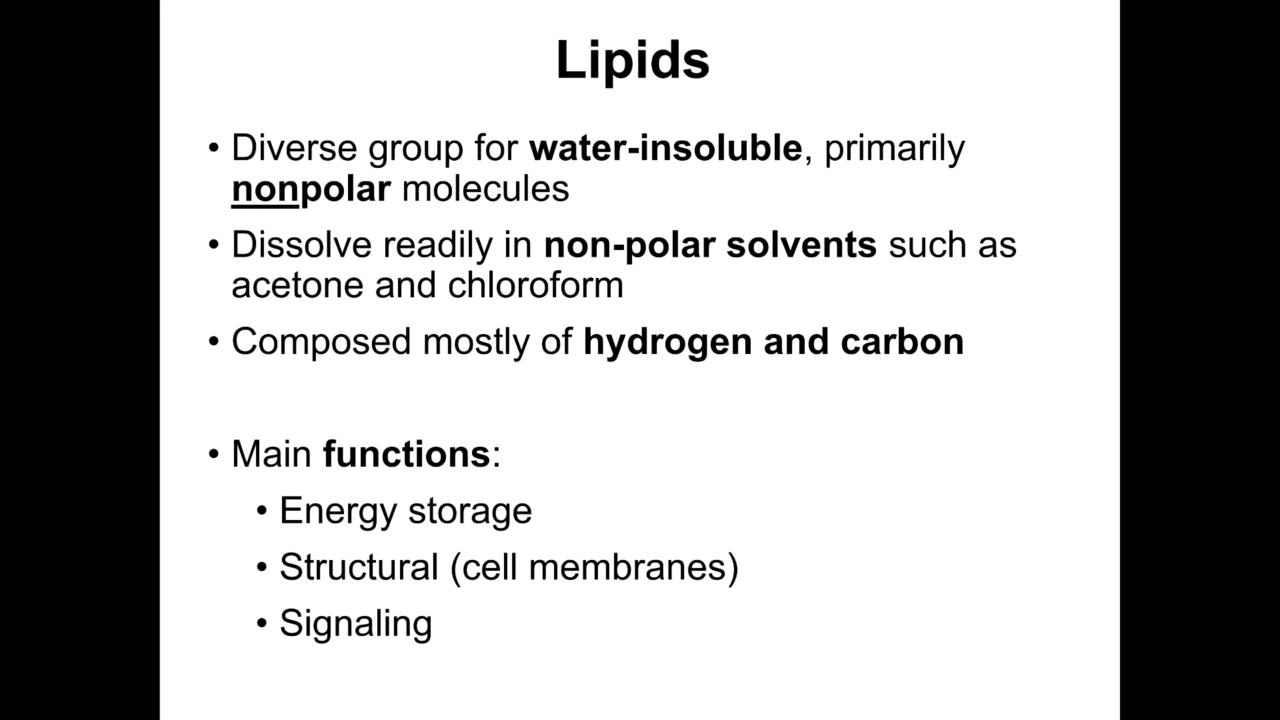 Lipids
• Diverse group for water-insoluble, primarily
nonpolar molecules
• Dissolve readily in non-polar solvents such as
acetone and chloroform
• Composed mostly of hydrogen and carbon
• Main functions:
• Energy storage
• Structural (cell membranes)
• Signaling